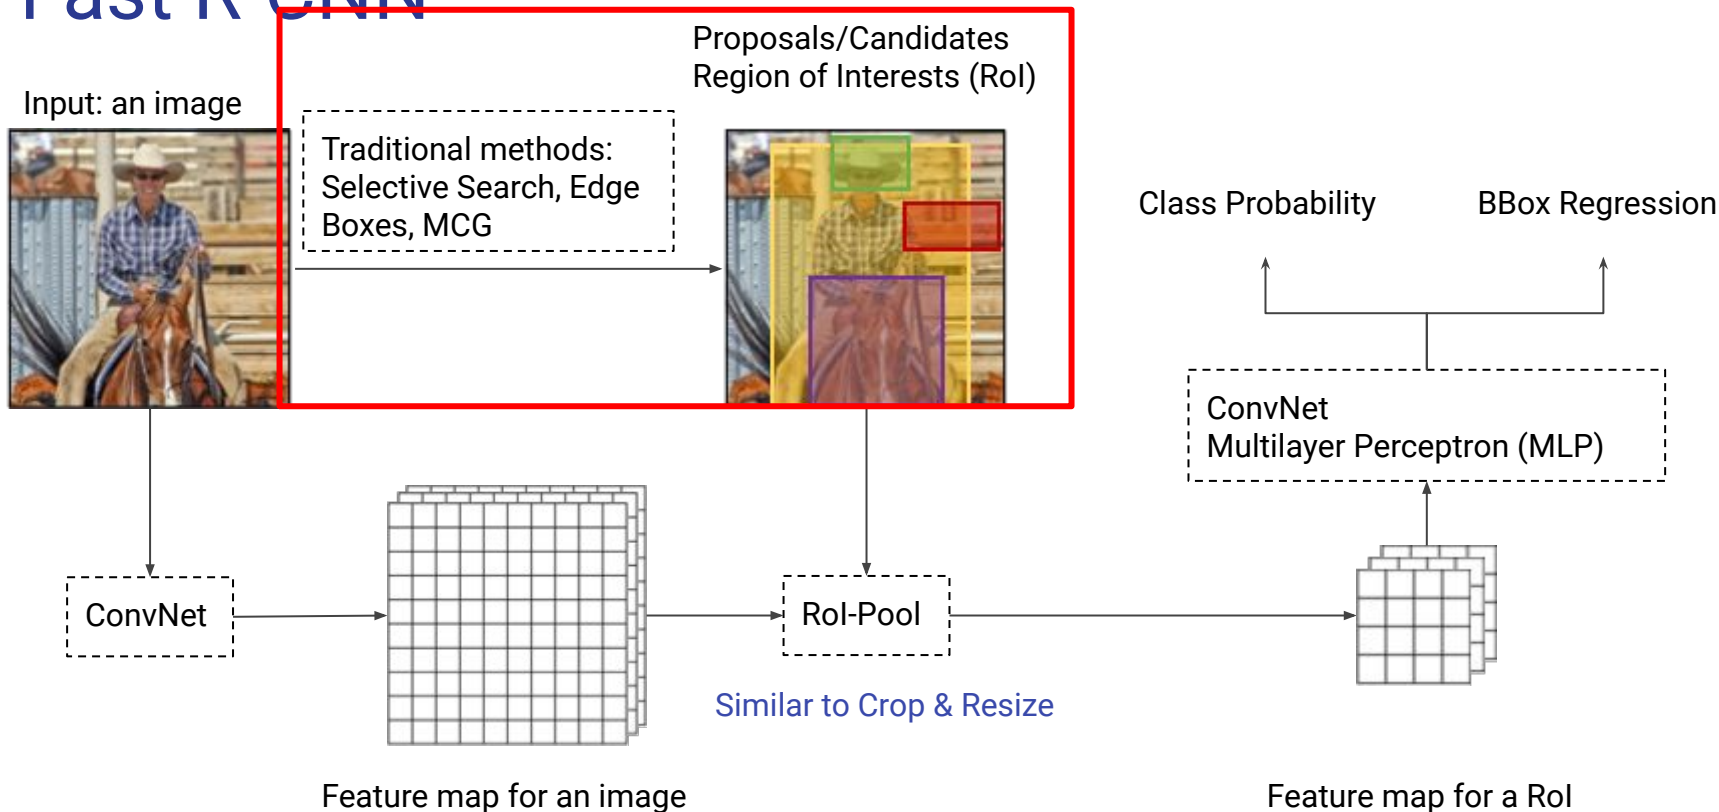 Fast R-CNN
Proposals/Candidates
Region of Interests (RoI)
Input: an image
Traditional methods:
Selective Search, Edge
Boxes, MCG
Class Probability
BBox Regression
ConvNet
Multilayer Perceptron (MLP)
ConvNet
RoI-Pool
Similar to Crop & Resize
Feature map for an image
Feature map for a RoI